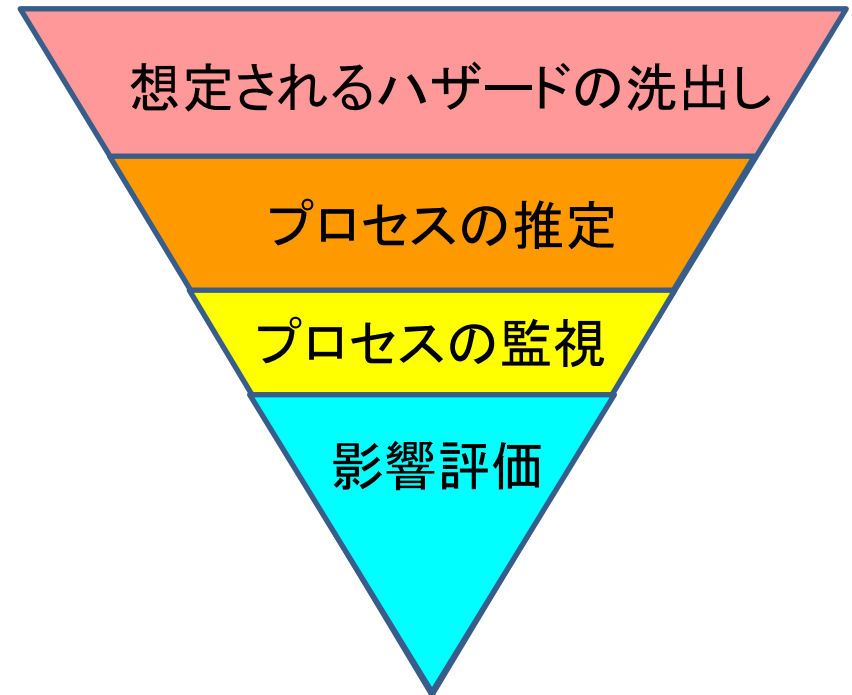 想定されるハザードの洗出し
プロセスの推定
プロセスの監視
影響評価